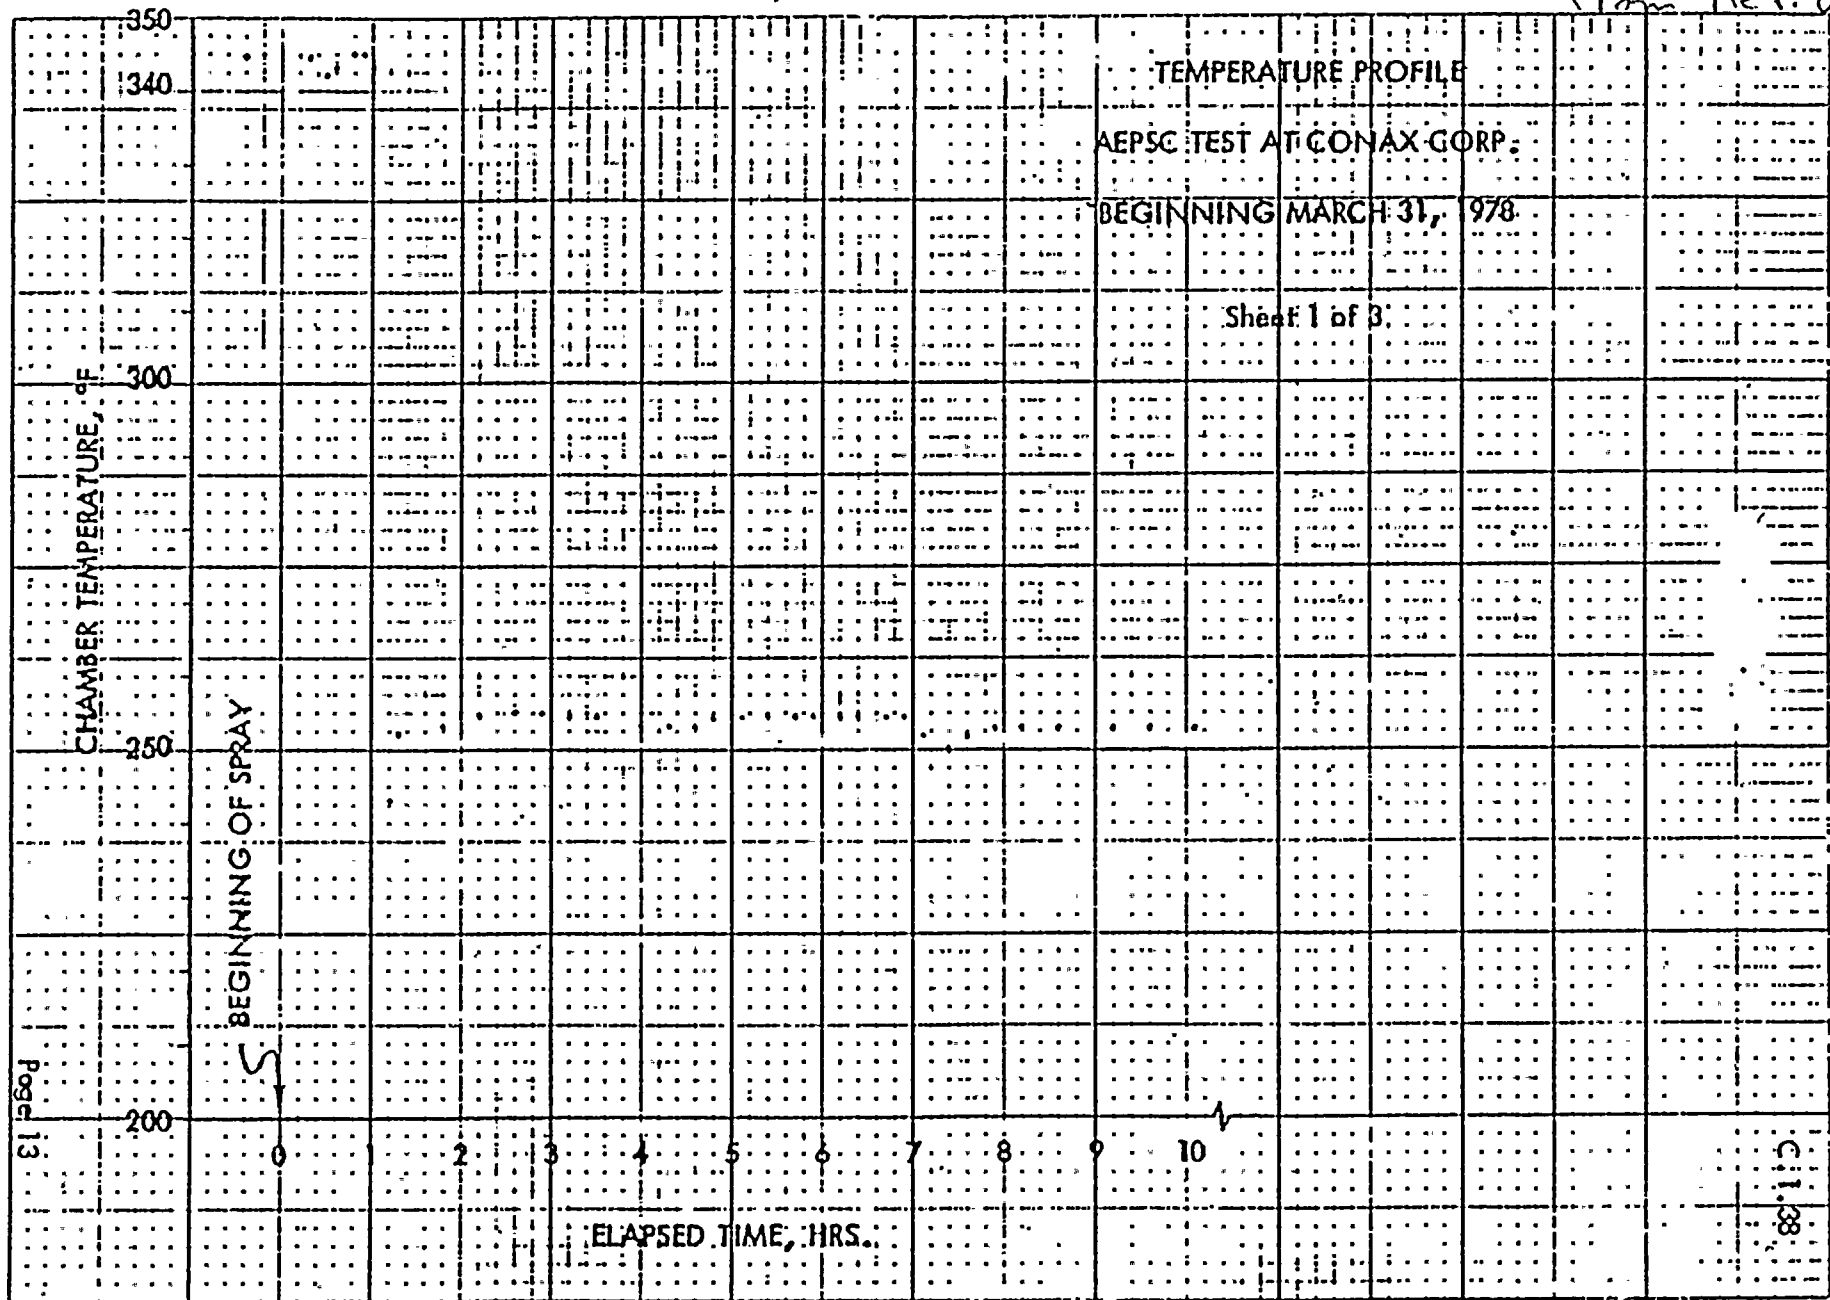 TEMPERATURE PROFILE
AEPSC TEST AT CONAX CORP.
BEGINNING MARCH 31, 1978
Sheet 1 of 3
CHAMBER TEMPERATURE, °F
350
340
300
250
200
BEGINNING OF SPRAY
0 1 2 3 4 5 6 7 8 9 10
ELAPSED TIME, HRS.
Page 13
C.1.38